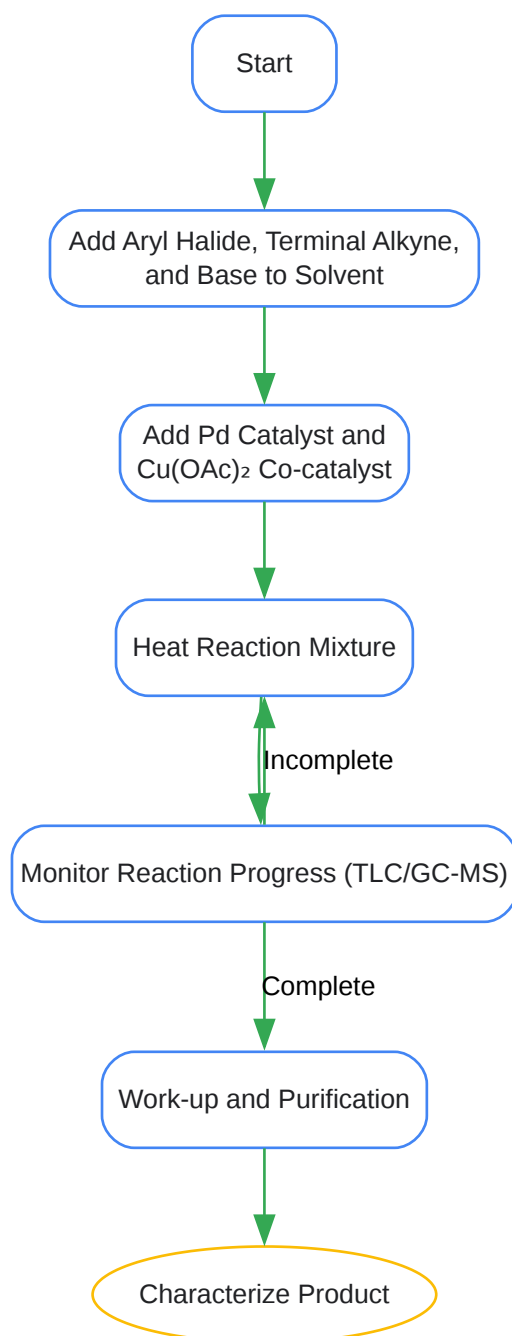 Start
Add Aryl Halide, Terminal Alkyne,
and Base to Solvent
Add Pd Catalyst and
Cu(OAc)₂ Co-catalyst
Heat Reaction Mixture
Incomplete
Monitor Reaction Progress (TLC/GC-MS)
Complete
Work-up and Purification
Characterize Product